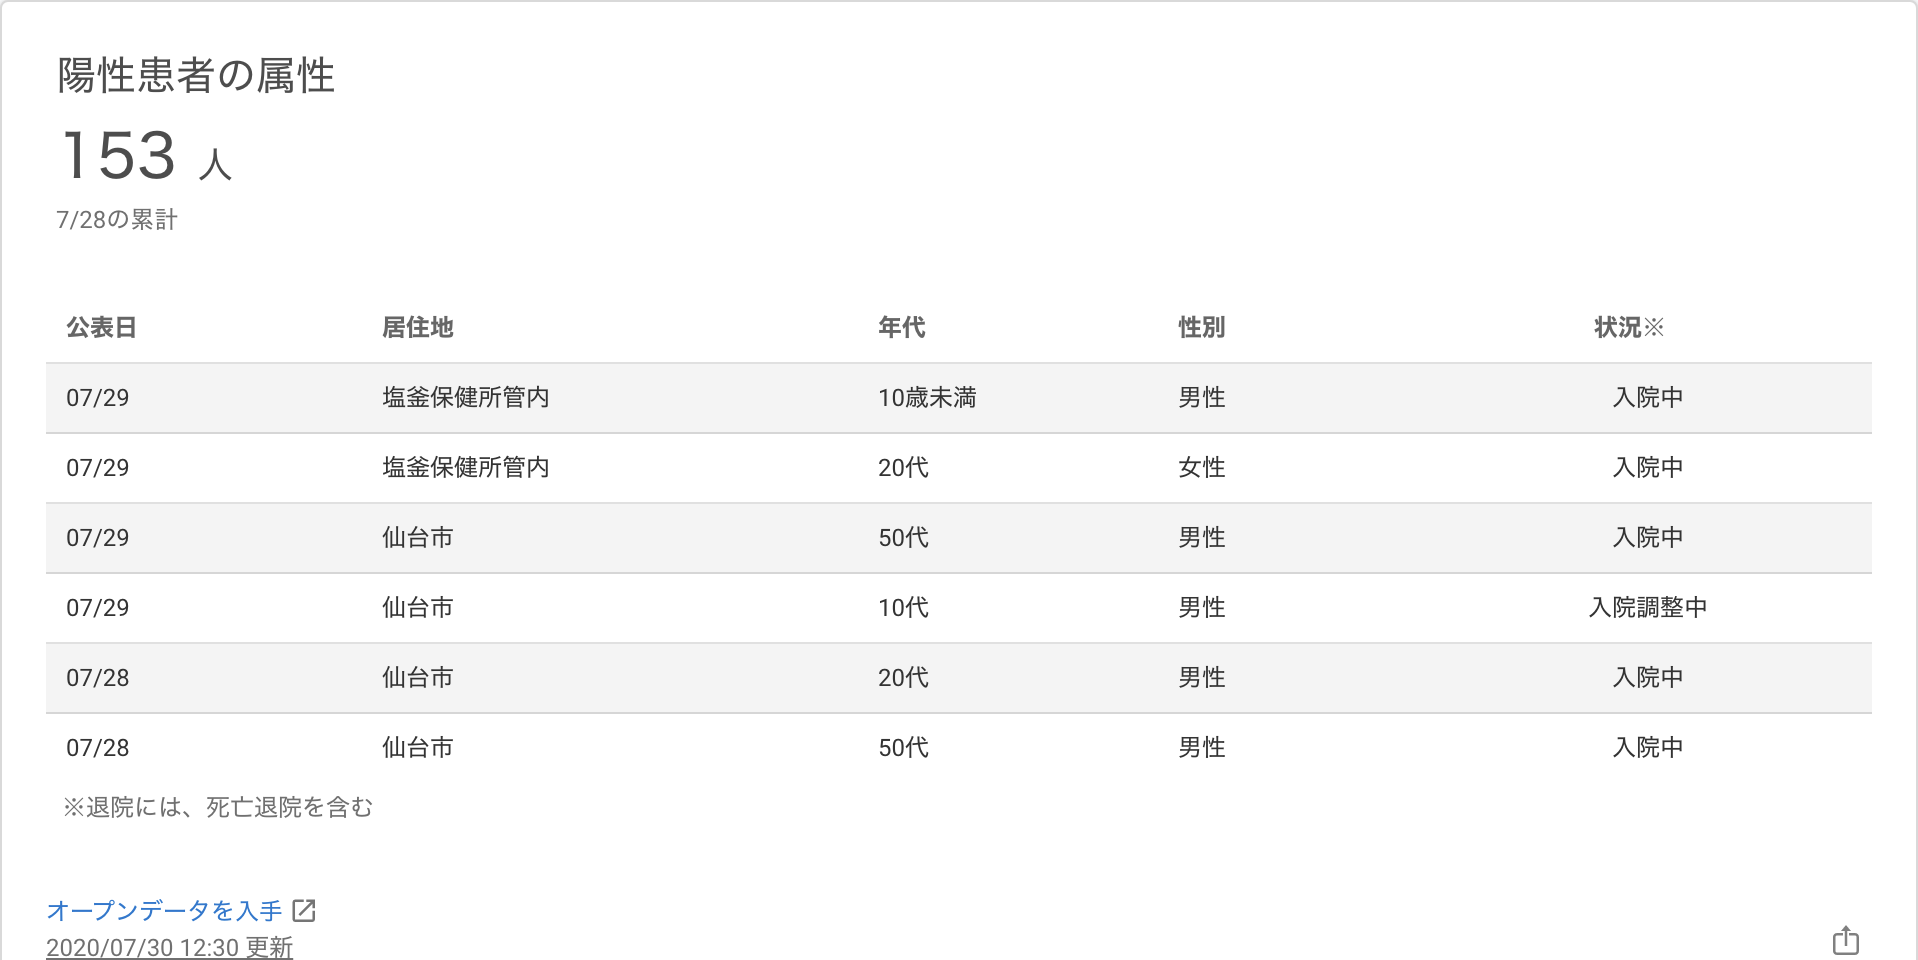 陽性患者の属性
153 人
7/28の累計
公表日 居住地 年代 性別 状況※
07/29 塩釜保健所管内 10歳未満 男性 入院中
07/29 塩釜保健所管内 20代 女性 入院中
07/29 仙台市 50代 男性 入院中
07/29 仙台市 10代 男性 入院調整中
07/28 仙台市 20代 男性 入院中
07/28 仙台市 50代 男性 入院中
※退院には、死亡退院を含む
オープンデータを入手
2020/07/30 12:30 更新